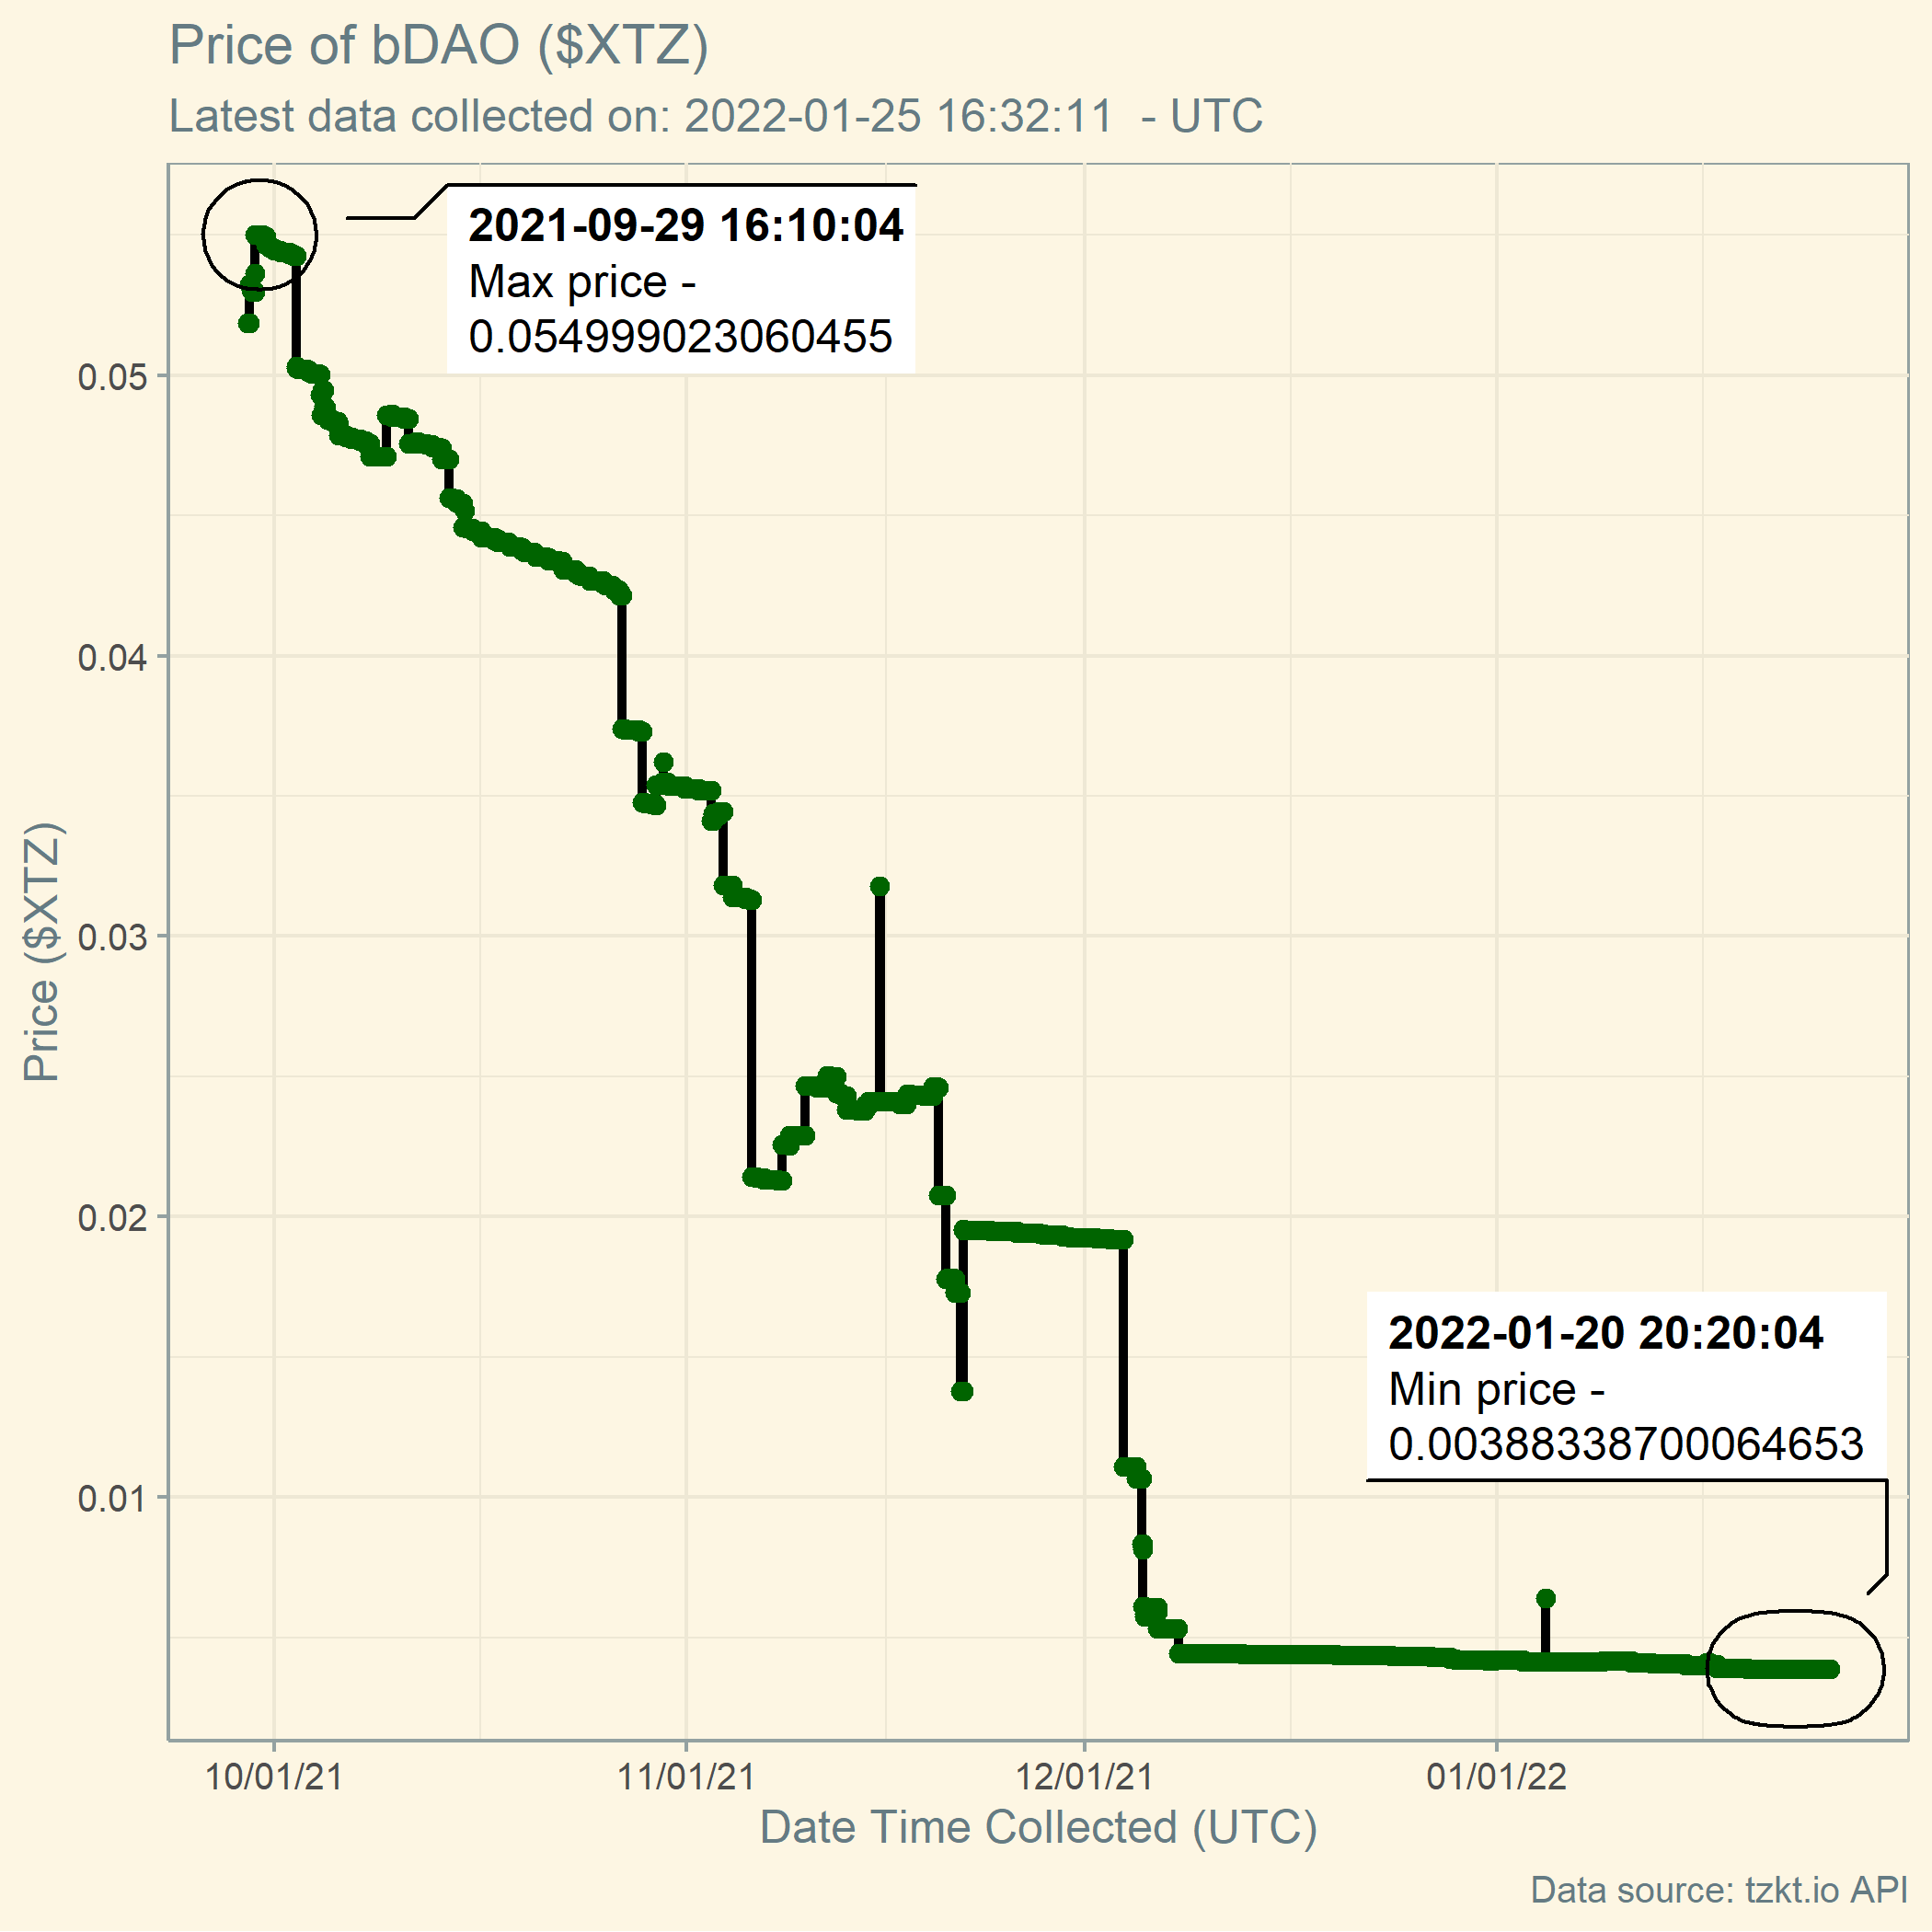 Price of bDAO ($XTZ)
Latest data collected on: 2022-01-25 16:32:11  - UTC
2021-09-29 16:10:04
Max price -
0.0549999023060455
0.05
0.04
0.03
0.02
0.01
Price ($XTZ)
2022-01-20 20:20:04
Min price -
0.00388338700064653
10/01/21
11/01/21
12/01/21
01/01/22
Date Time Collected (UTC)
Data source: tzkt.io API